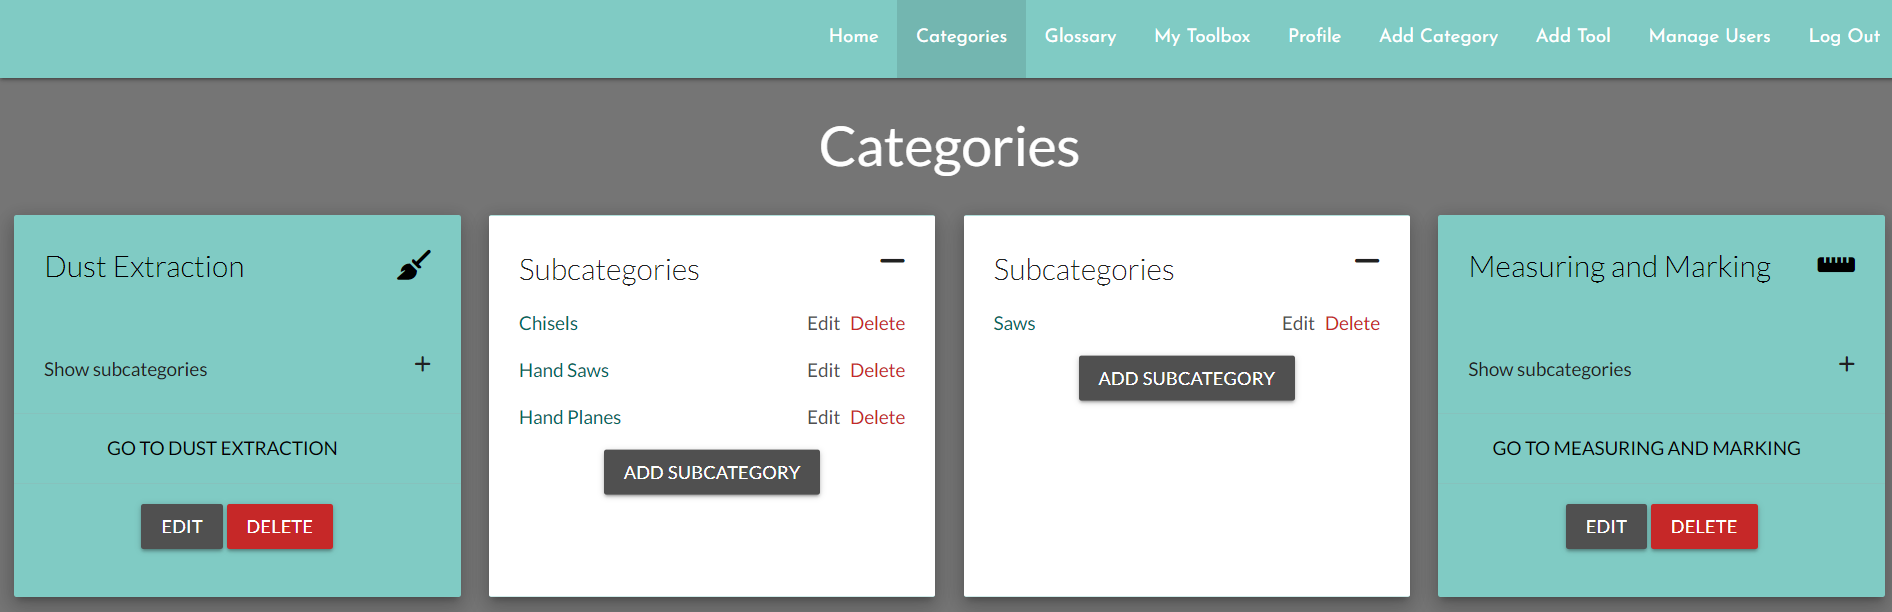 Home Categories Glossary My Toolbox Profile Add Category Add Tool Manage Users Log Out
Categories
Dust Extraction
Show subcategories
GO TO DUST EXTRACTION
EDIT DELETE
Subcategories
Chisels Edit Delete
Hand Saws Edit Delete
Hand Planes Edit Delete
ADD SUBCATEGORY
Subcategories
Saws Edit Delete
ADD SUBCATEGORY
Measuring and Marking
Show subcategories
GO TO MEASURING AND MARKING
EDIT DELETE